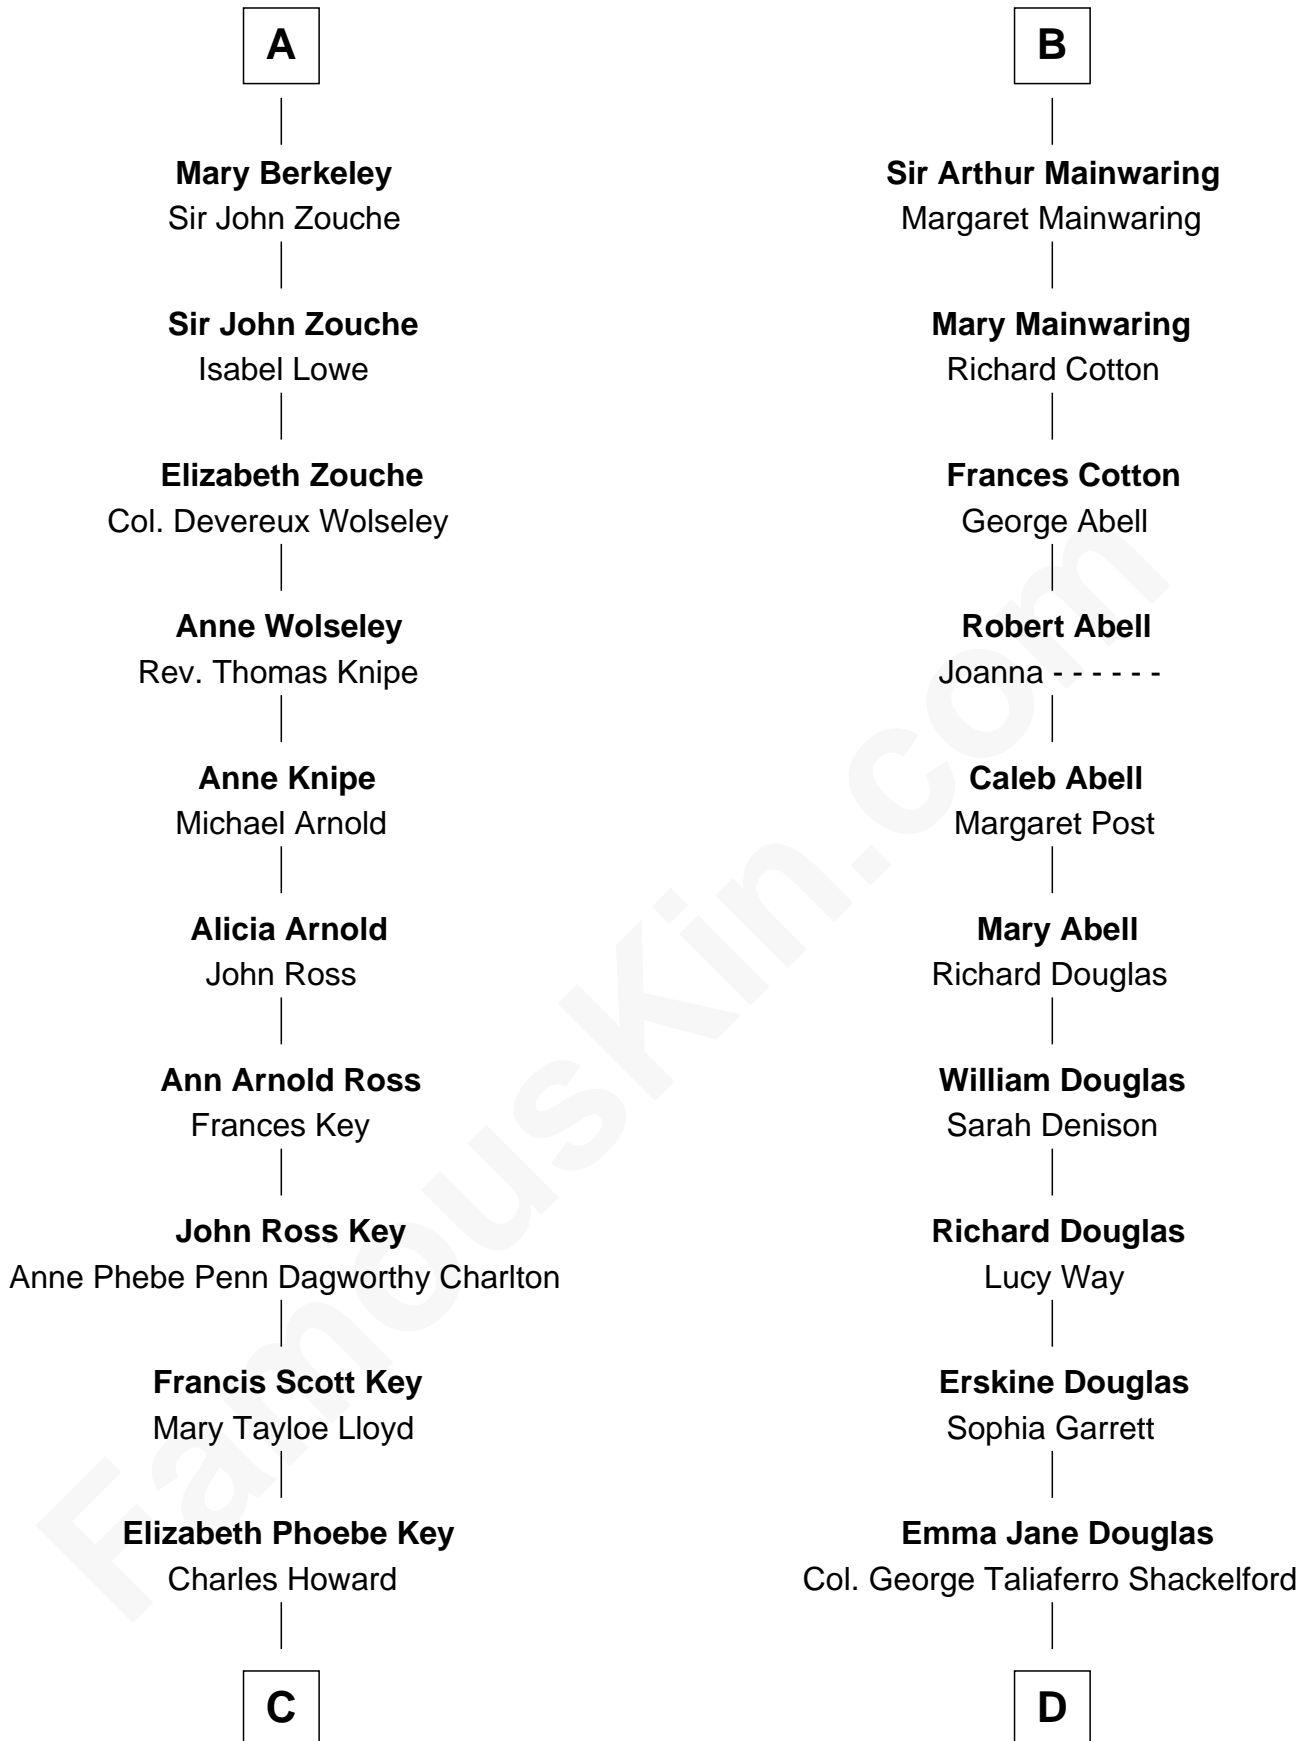 A
Mary Berkeley
Sir John Zouche
Sir John Zouche
Isabel Lowe
Elizabeth Zouche
Col. Devereux Wolseley
Anne Wolseley
Rev. Thomas Knipe
Anne Knipe
Michael Arnold
Alicia Arnold
John Ross
Ann Arnold Ross
Frances Key
John Ross Key
Anne Phebe Penn Dagworthy Charlton
Francis Scott Key
Mary Tayloe Lloyd
Elizabeth Phoebe Key
Charles Howard
C
B
Sir Arthur Mainwaring
Margaret Mainwaring
Mary Mainwaring
Richard Cotton
Frances Cotton
George Abell
Robert Abell
Joanna - - - - - -
Caleb Abell
Margaret Post
Mary Abell
Richard Douglas
William Douglas
Sarah Denison
Richard Douglas
Lucy Way
Erskine Douglas
Sophia Garrett
Emma Jane Douglas
Col. George Taliaferro Shackelford
D
FamousKin.com